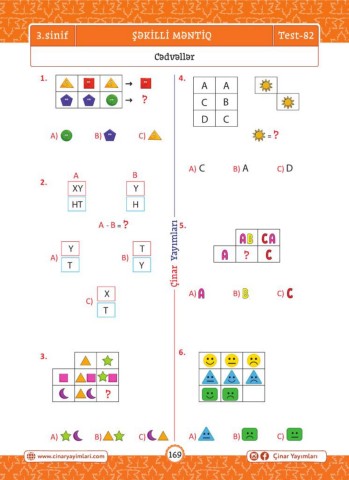 3.sinif ŞƏKİLLİ MƏNTİQ Test-82
Cədvəllər
1.
→
→ ?
A) B) C)
2.
A B
XY Y
HT H
A - B = ?
A) Y T
B) T Y
C) X T
3.
?
A) B) C)
4.
A A
C B
D C
= ?
A) C B) A C) D
5.
AB CA
A ? C
A) A B) B C) C
6.
A) B) C)
Çinar Yayımları
www.cinaryayimlari.com 169 Çinar Yayımları